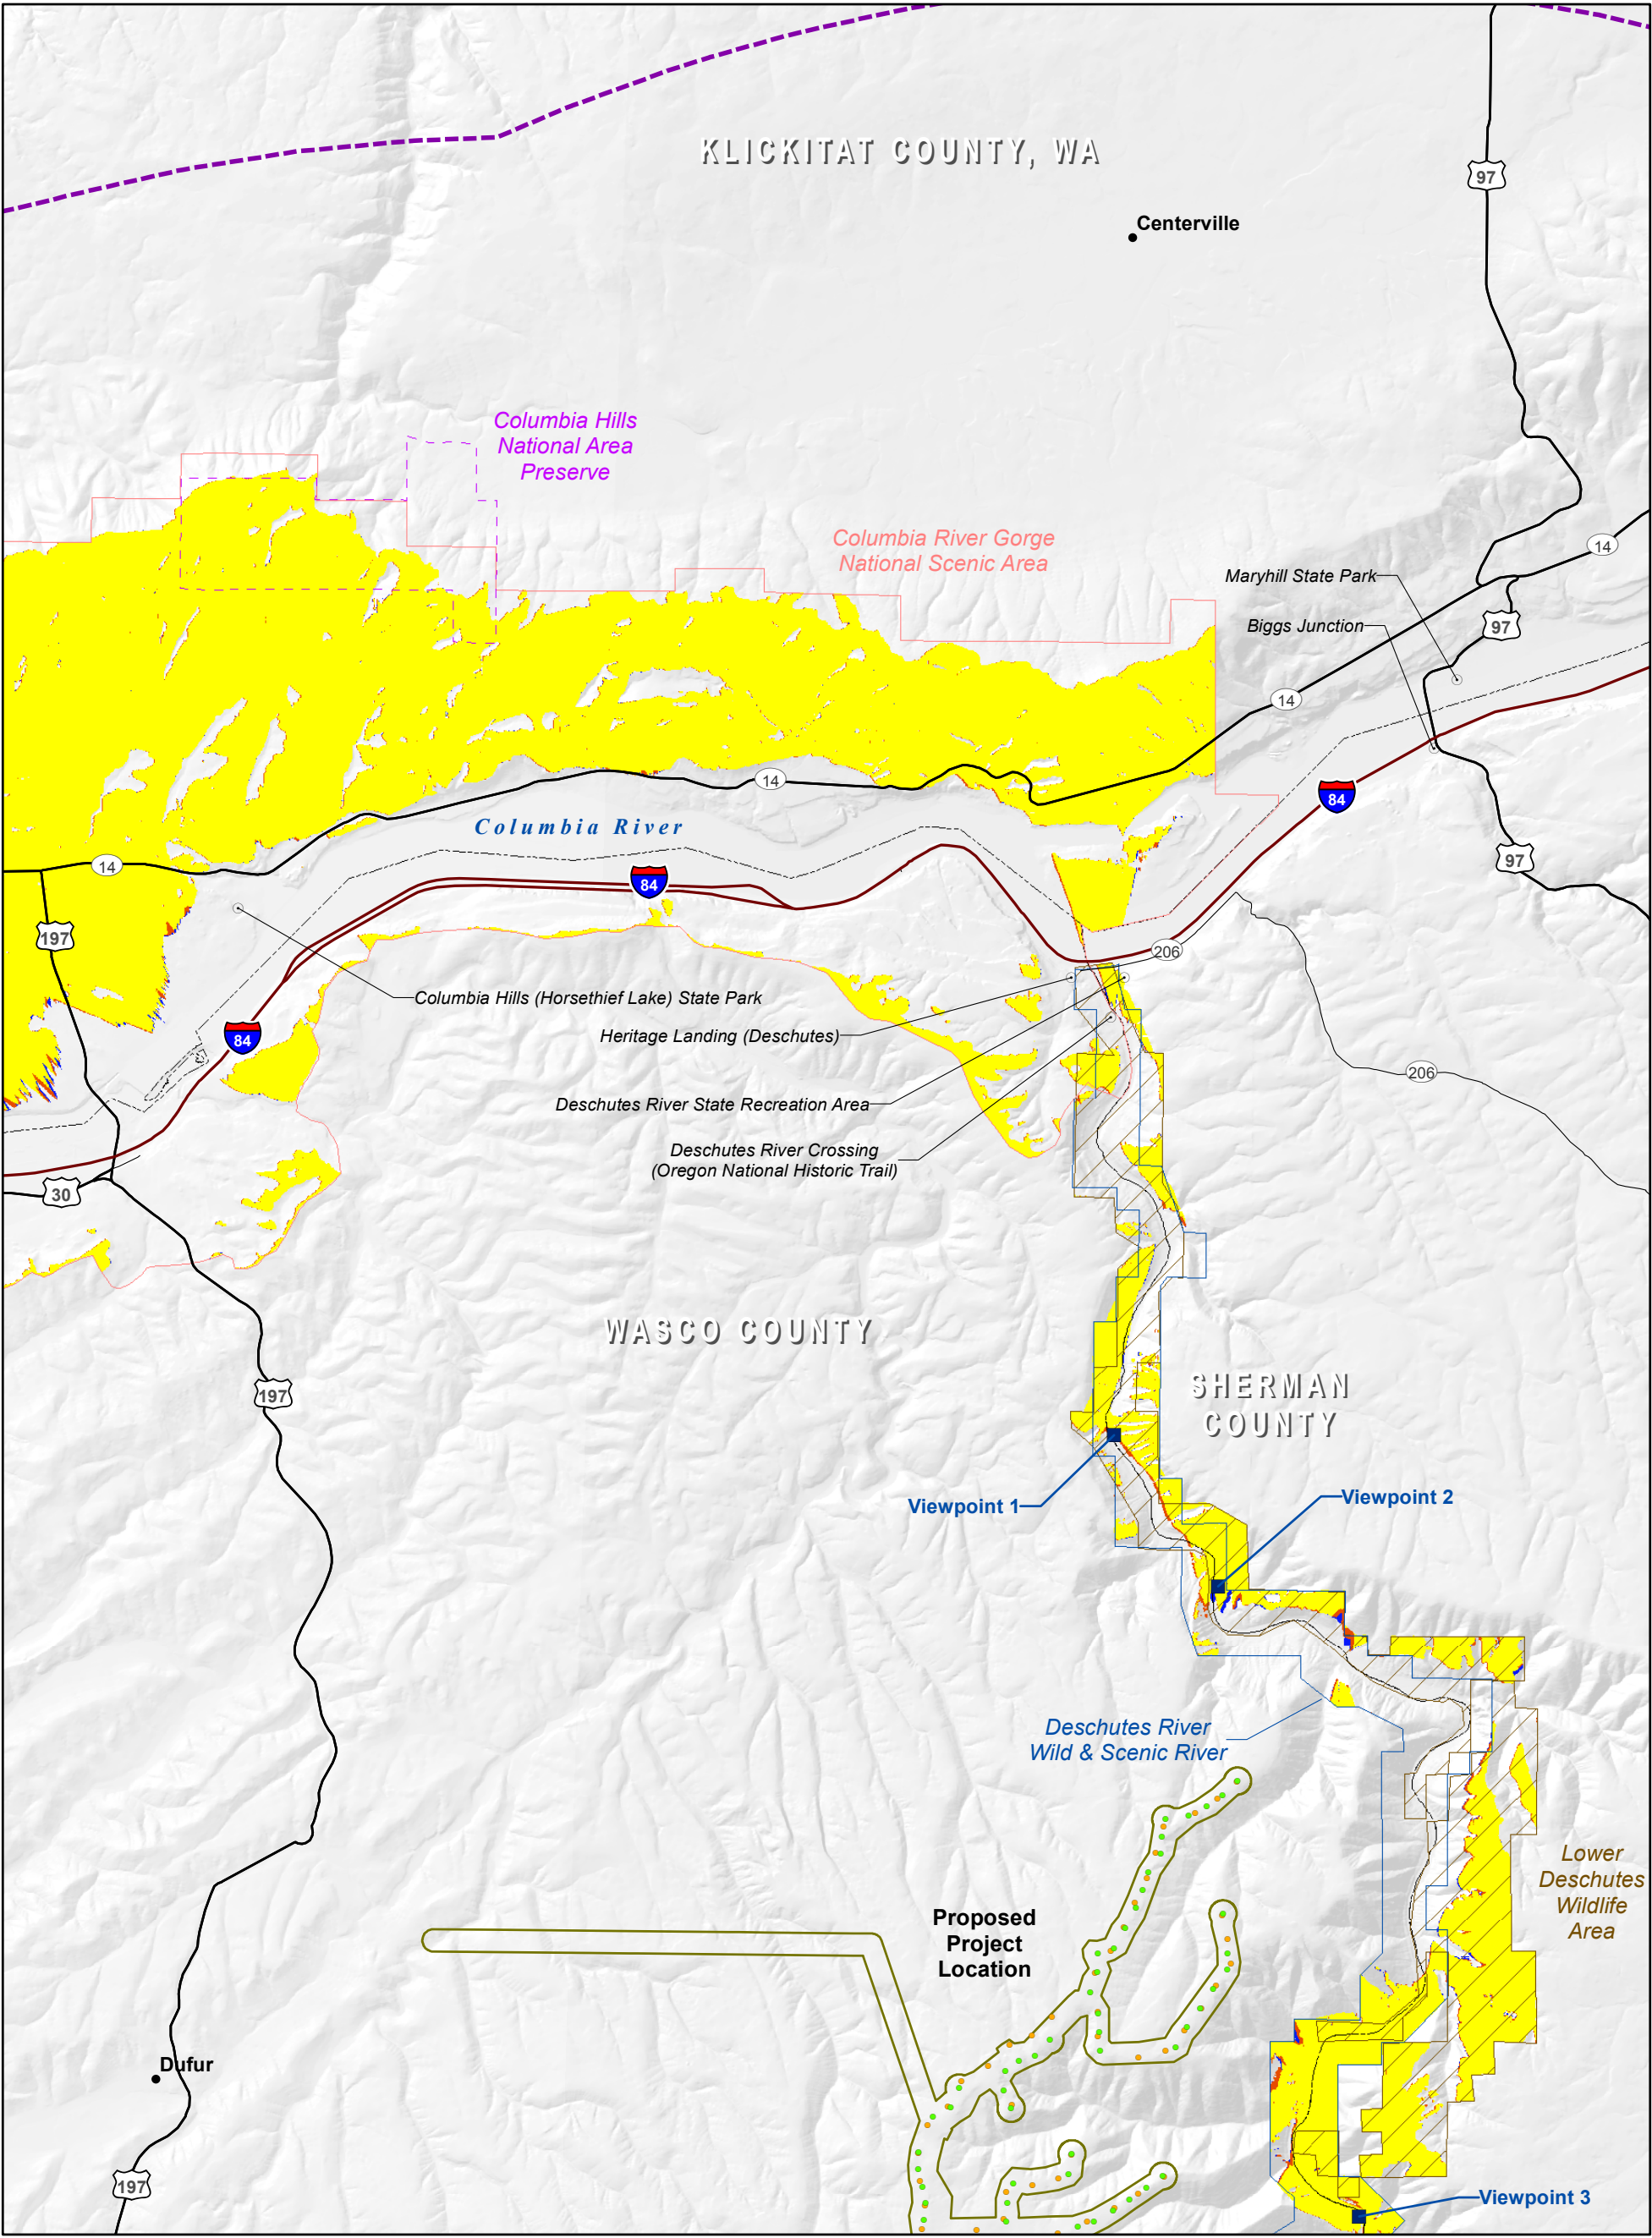 KLICKITAT COUNTY, WA
97
Centerville
Columbia Hills
National Area
Preserve
Columbia River Gorge
National Scenic Area
14
Maryhill State Park
97
Biggs Junction
14
14
84
Columbia River
14
84
97
197
206
Columbia Hills (Horsethief Lake) State Park
84
Heritage Landing (Deschutes)
206
Deschutes River State Recreation Area
Deschutes River Crossing
(Oregon National Historic Trail)
30
WASCO COUNTY
197
SHERMAN
COUNTY
Viewpoint 1
Viewpoint 2
Deschutes River
Wild & Scenic River
Lower
Deschutes
Wildlife
Area
Proposed
Project
Location
Dufur
197
Viewpoint 3